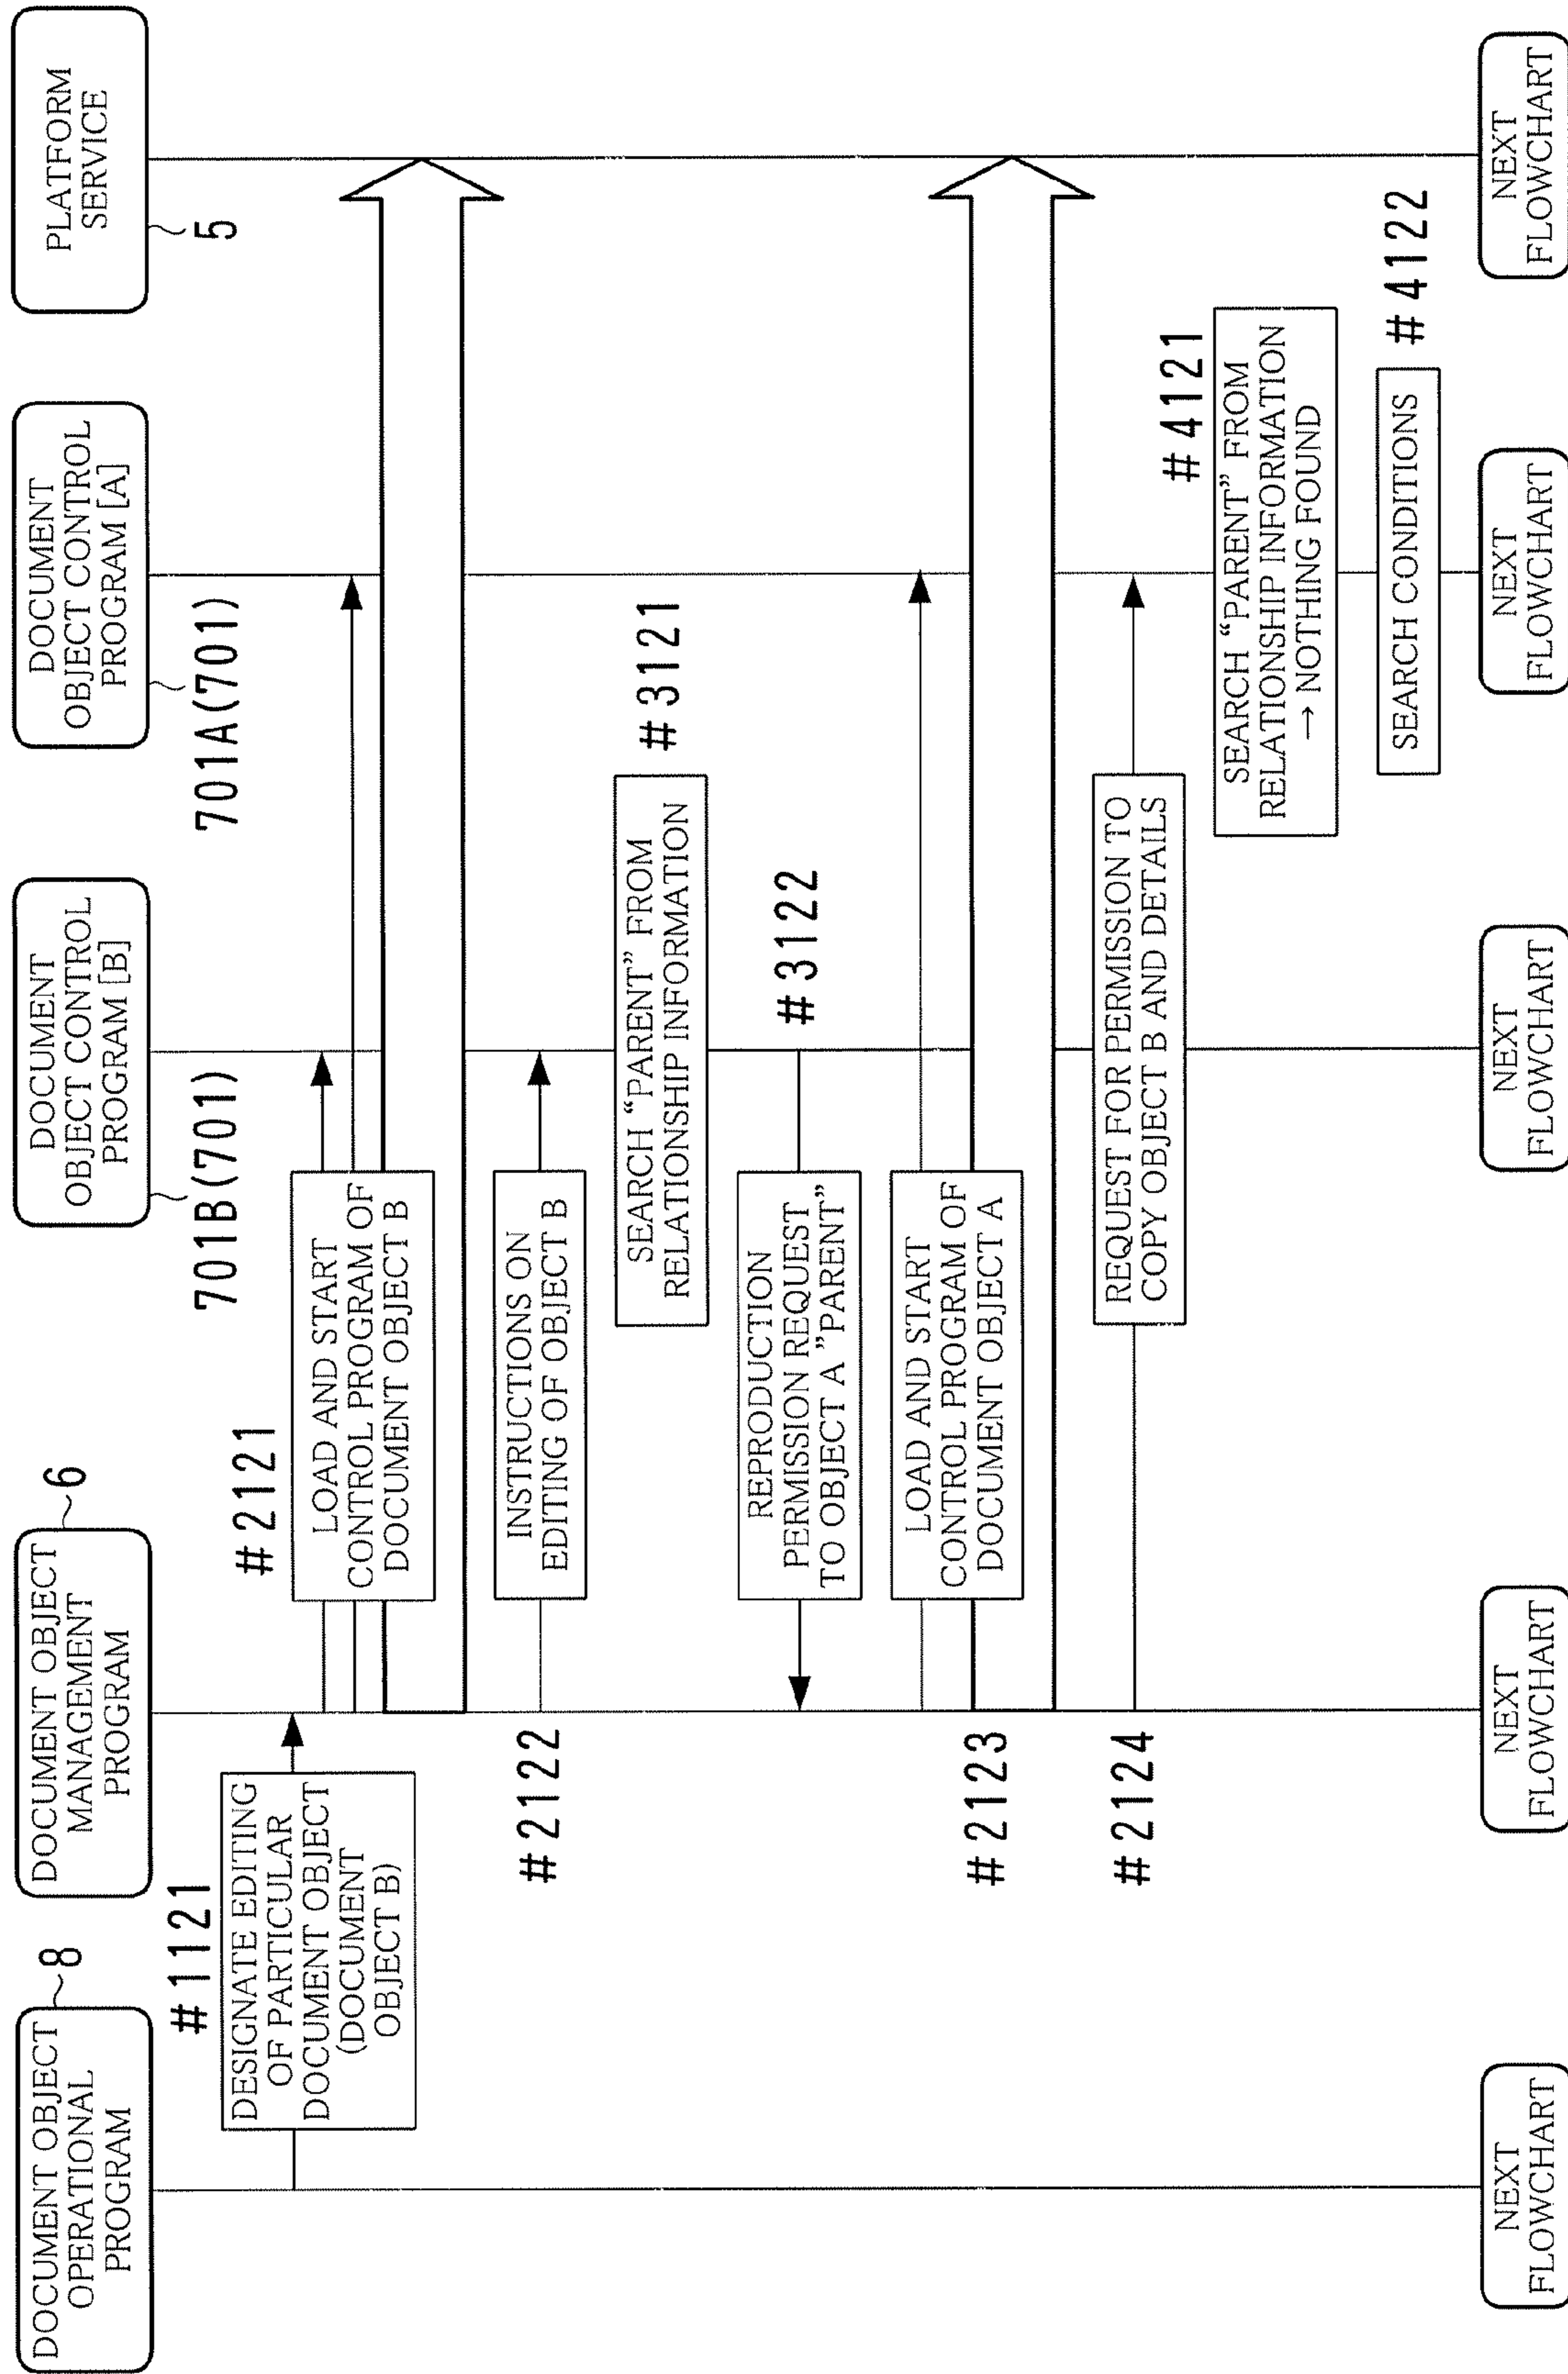 DOCUMENT OBJECT
OPERATIONAL
PROGRAM
8
DOCUMENT OBJECT
MANAGEMENT
PROGRAM
6
DOCUMENT
OBJECT CONTROL
PROGRAM [B]
701B(701)
DOCUMENT
OBJECT CONTROL
PROGRAM [A]
701A(701)
PLATFORM
SERVICE
5
#1121
DESIGNATE EDITING
OF PARTICULAR
DOCUMENT OBJECT
(DOCUMENT
OBJECT B)
#2121
LOAD AND START
CONTROL PROGRAM OF
DOCUMENT OBJECT B
#2122
INSTRUCTIONS ON
EDITING OF OBJECT B
#3121
SEARCH “PARENT” FROM
RELATIONSHIP INFORMATION
#3122
REPRODUCTION
PERMISSION REQUEST
TO OBJECT A ”PARENT”
#2123
LOAD AND START
CONTROL PROGRAM OF
DOCUMENT OBJECT A
#2124
REQUEST FOR PERMISSION TO
COPY OBJECT B AND DETAILS
#4121
SEARCH “PARENT” FROM
RELATIONSHIP INFORMATION
→ NOTHING FOUND
SEARCH CONDITIONS
#4122
NEXT
FLOWCHART
NEXT
FLOWCHART
NEXT
FLOWCHART
NEXT
FLOWCHART
NEXT
FLOWCHART